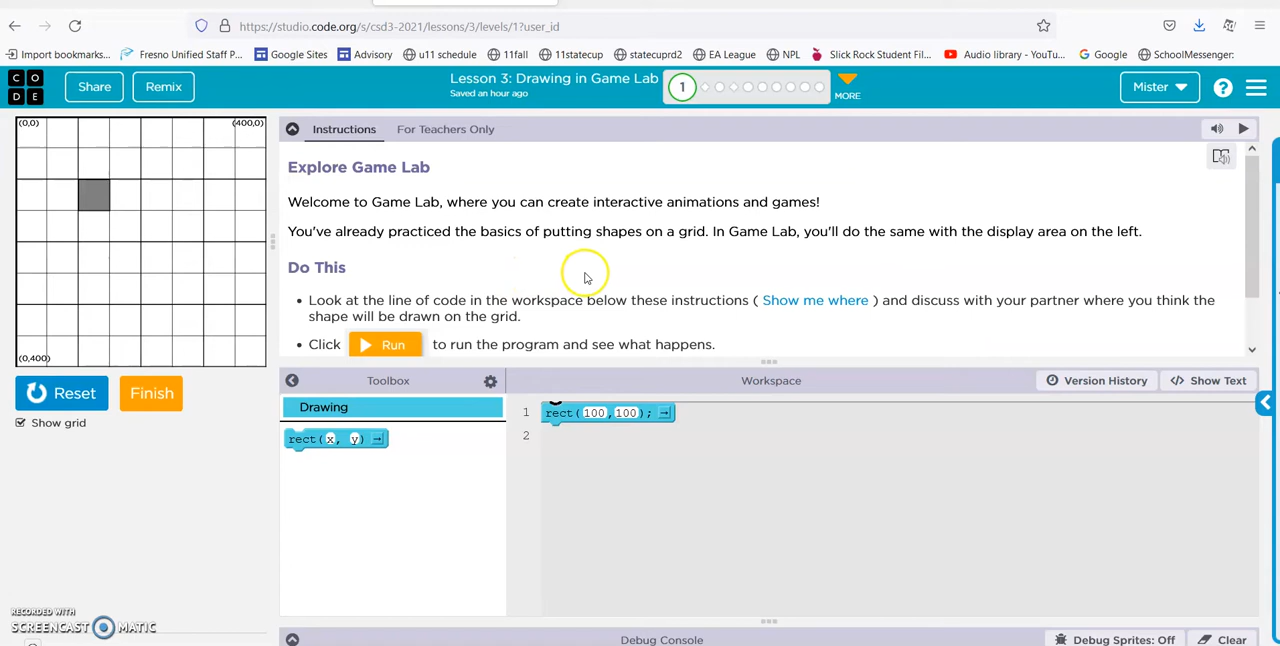 https://studio.code.org/s/csd3-2021/lessons/3/levels/1?user_id
Import bookmarks... Fresno Unified Staff P... Google Sites Advisory u11 schedule 11fall 11statecup statecuprd2 EA League NPL Slick Rock Student Fil... Audio library - YouTu... Google SchoolMessenger:
C O D E Share Remix Lesson 3: Drawing in Game Lab 1 MORE Mister ?
Saved an hour ago
(0,0) (400,0)
(0,400)
Reset Finish
Show grid
Instructions For Teachers Only
Explore Game Lab
Welcome to Game Lab, where you can create interactive animations and games!
You've already practiced the basics of putting shapes on a grid. In Game Lab, you'll do the same with the display area on the left.
Do This
• Look at the line of code in the workspace below these instructions ( Show me where ) and discuss with your partner where you think the
shape will be drawn on the grid.
• Click Run to run the program and see what happens.
Toolbox Workspace Version History </> Show Text
Drawing
rect( x, y)
1 rect(100,100);
2
Debug Console Debug Sprites: Off Clear
RECORDED WITH
SCREENCAST MATIC